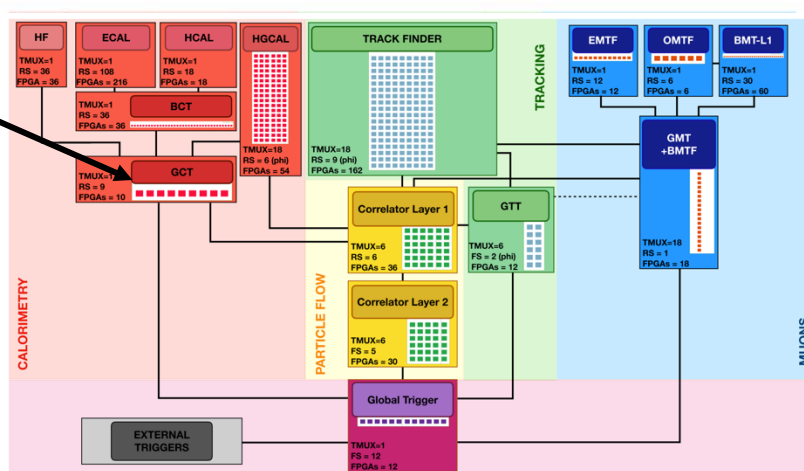 HF
TMUX=1
RS = 36
FPGA = 36
ECAL
TMUX=1
RS = 108
FPGAs = 216
HCAL
TMUX=1
RS = 18
FPGAs = 18
HGCAL
TMUX=18
RS = 6 (phi)
FPGAs = 54
BCT
TMUX=1
RS = 36
FPGAs = 36
GCT
TMUX=1
RS = 9
FPGAs = 10
TRACK FINDER
TMUX=18
RS = 9 (phi)
FPGAs = 162
TRACKING
EMTF
TMUX=1
RS = 12
FPGAs = 12
OMTF
TMUX=1
RS = 6
FPGAs = 6
BMT-L1
TMUX=1
RS = 30
FPGAs = 60
GMT
+BMTF
TMUX=18
RS = 1
FPGAs = 18
Correlator Layer 1
TMUX=6
RS = 6
FPGAs = 36
GTT
TMUX=6
FS = 2 (phi)
FPGAs = 12
Correlator Layer 2
TMUX=6
FS = 5
FPGAs = 30
CALORIMETRY
PARTICLE FLOW
MUONS
Global Trigger
TMUX=1
FS = 12
FPGAs = 12
EXTERNAL
TRIGGERS